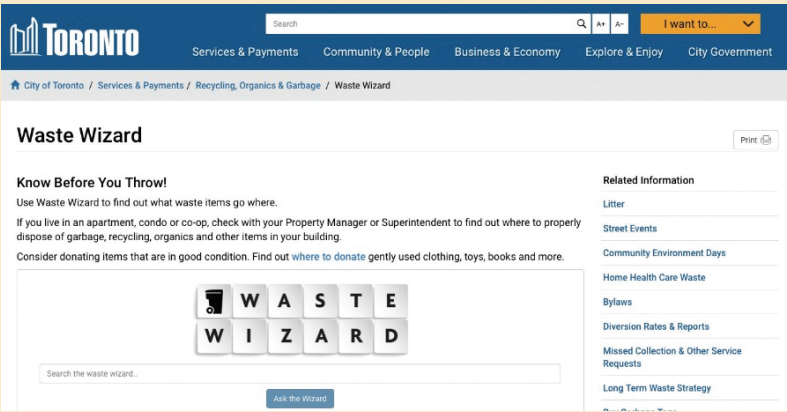 Search
A+ A-
I want to...
TORONTO
Services & Payments Community & People Business & Economy Explore & Enjoy City Government
City of Toronto / Services & Payments / Recycling, Organics & Garbage / Waste Wizard
Waste Wizard
Print
Know Before You Throw!
Use Waste Wizard to find out what waste items go where.
If you live in an apartment, condo or co-op, check with your Property Manager or Superintendent to find out where to properly
dispose of garbage, recycling, organics and other items in your building.
Consider donating items that are in good condition. Find out where to donate gently used clothing, toys, books and more.
WASTE
WIZARD
Search the waste wizard...
Ask the Wizard
Related Information
Litter
Street Events
Community Environment Days
Home Health Care Waste
Bylaws
Diversion Rates & Reports
Missed Collection & Other Service
Requests
Long Term Waste Strategy